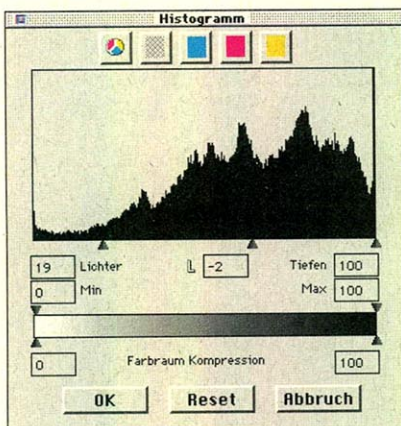 Histogramm
19 Lichter L -2 Tiefen 100
0 Min Max 100
0 Farbraum Kompression 100
OK Reset Abbruch